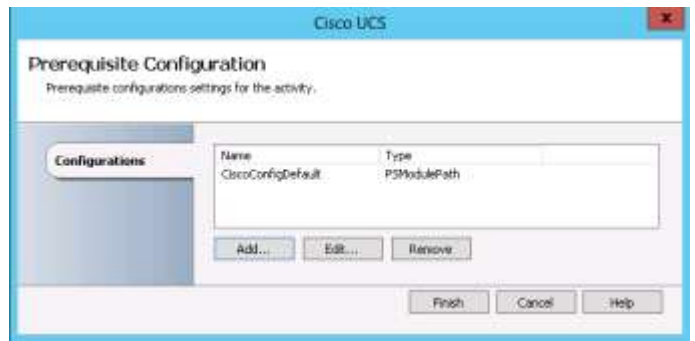 Cisco UCS
x
Prerequisite Configuration
Prerequisite configurations settings for the activity.
Configurations
Name Type
CiscoConfigDefault PSModulePath
Add... Edit... Remove
Finish Cancel Help